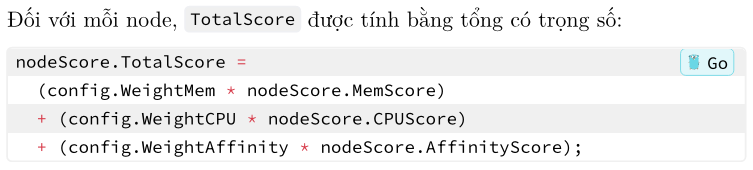 Đối với mỗi node, TotalScore được tính bằng tổng có trọng số:
nodeScore.TotalScore =
Go
(config.WeightMem * nodeScore.MemScore)
+ (config.WeightCPU * nodeScore.CPUScore)
+ (config.WeightAffinity * nodeScore.AffinityScore);